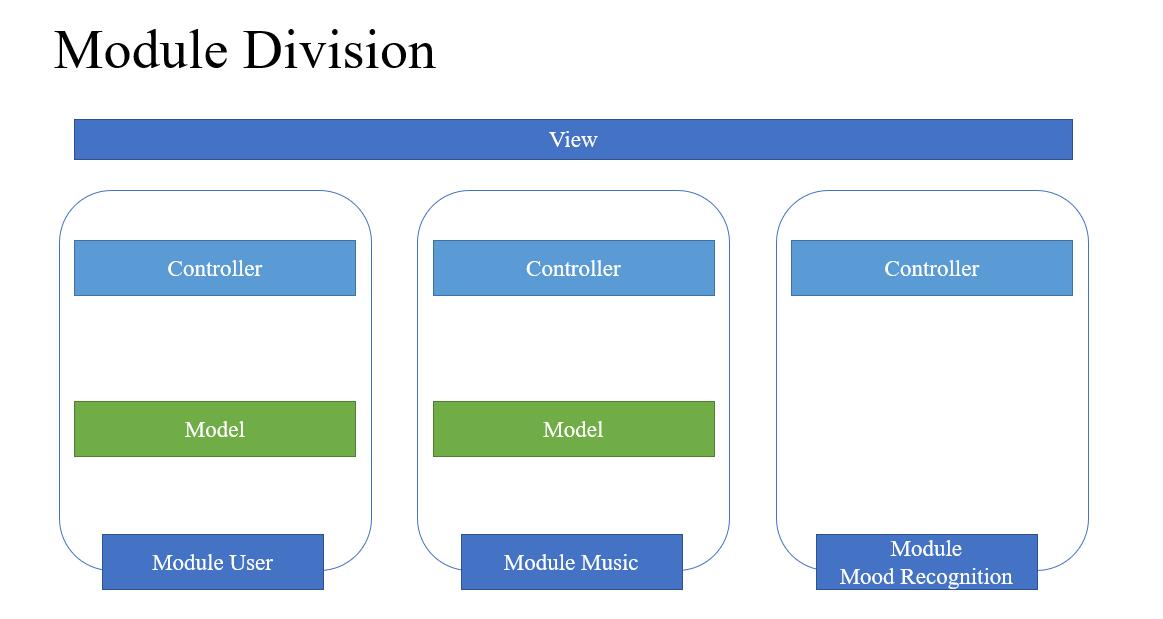 Module Division
View
Controller
Controller
Controller
Model
Model
Module User
Module Music
Module
Mood Recognition